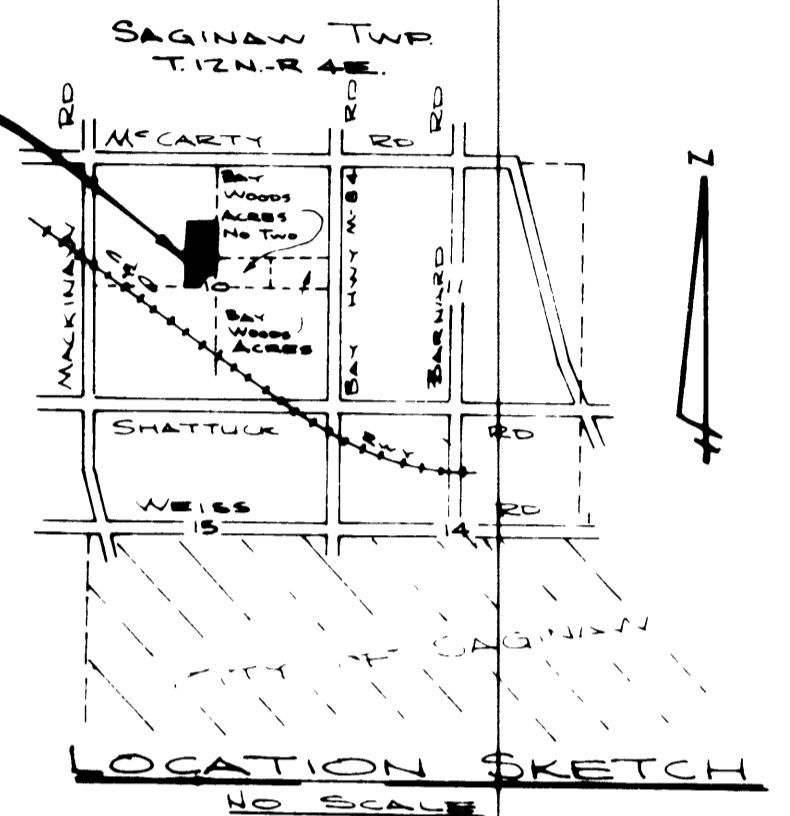 SAGINAW TWP.
T.12N.-R 4E.
RD
RD
RD
McCARTY RD
BAY
WOODS
ACRES
NO TWO
BAY HWY M-84
BARNARD
MACKINAW
C & O
10
BAY
WOODS
ACRES
N
SHATTUCK RD
RWY
WEISS RD
15
14
CITY OF SAGINAW
LOCATION SKETCH
NO SCALE